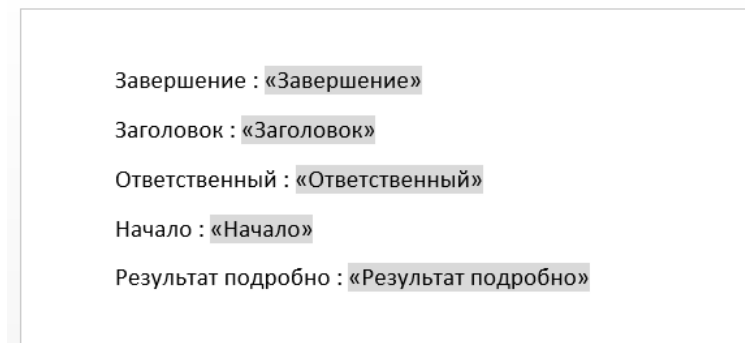 Завершение : «Завершение»
Заголовок : «Заголовок»
Ответственный : «Ответственный»
Начало : «Начало»
Результат подробно : «Результат подробно»